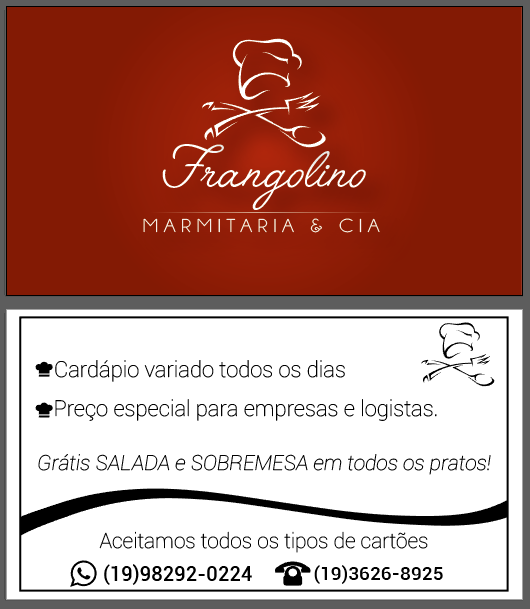 Frangolino
MARMITARIA & CIA
Cardápio variado todos os dias
Preço especial para empresas e logistas.
Grátis SALADA e SOBREMESA em todos os pratos!
Aceitamos todos os tipos de cartões
(19)98292-0224 (19)3626-8925